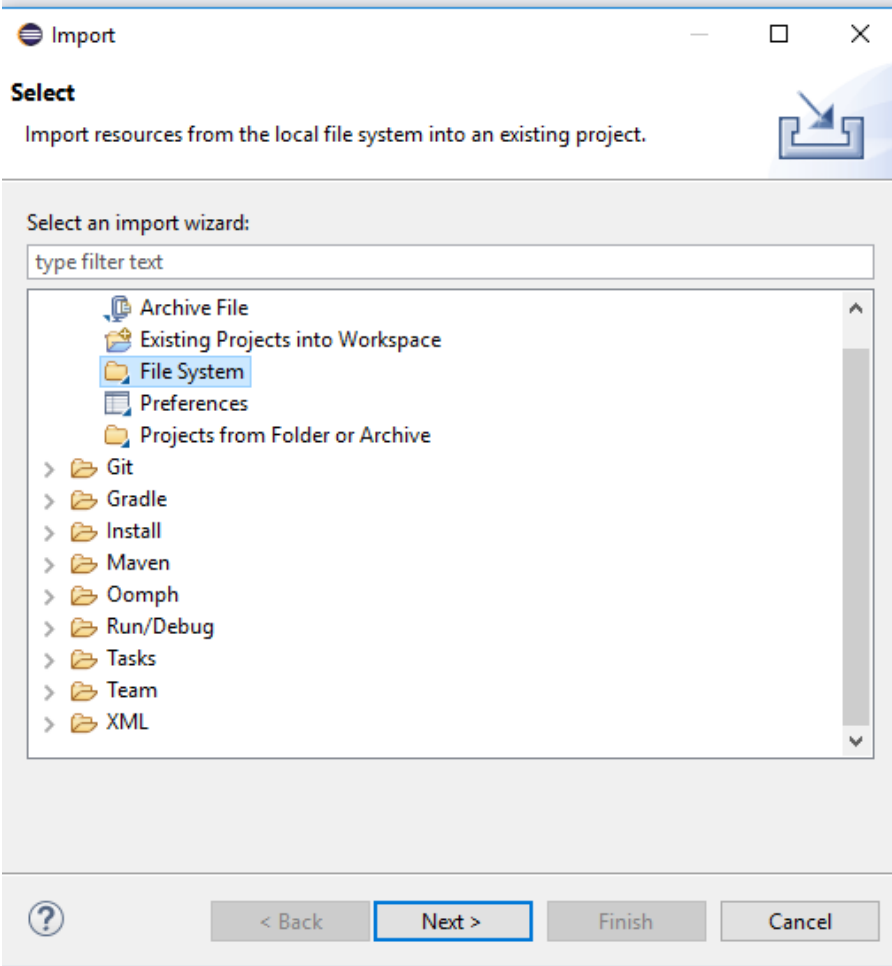 Import
Select
Import resources from the local file system into an existing project.
Select an import wizard:
type filter text
Archive File
Existing Projects into Workspace
File System
Preferences
Projects from Folder or Archive
Git
Gradle
Install
Maven
Oomph
Run/Debug
Tasks
Team
XML
? < Back Next > Finish Cancel